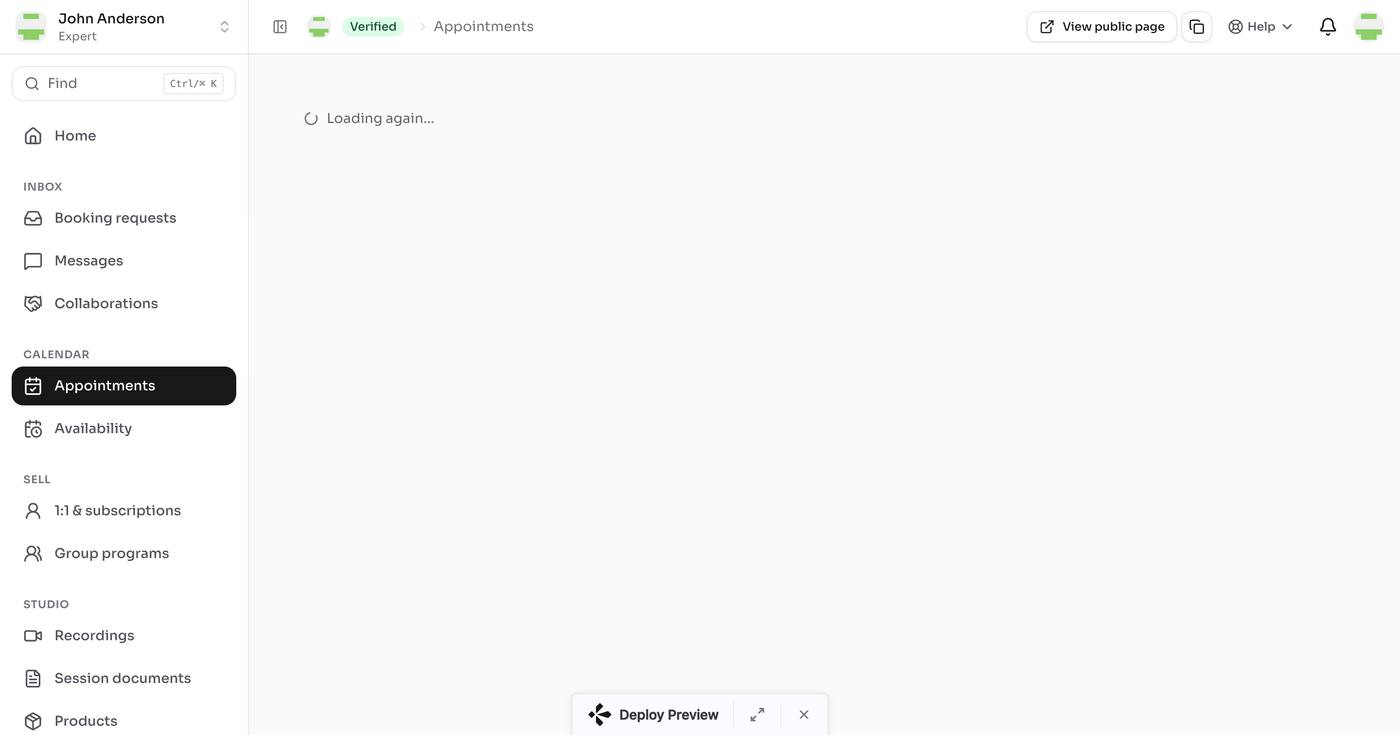 John Anderson
Expert
Verified
Appointments
View public page
Help
Find
Ctrl/⌘ K
Home
INBOX
Booking requests
Messages
Collaborations
CALENDAR
Appointments
Availability
SELL
1:1 & subscriptions
Group programs
STUDIO
Recordings
Session documents
Products
Loading again...
Deploy Preview